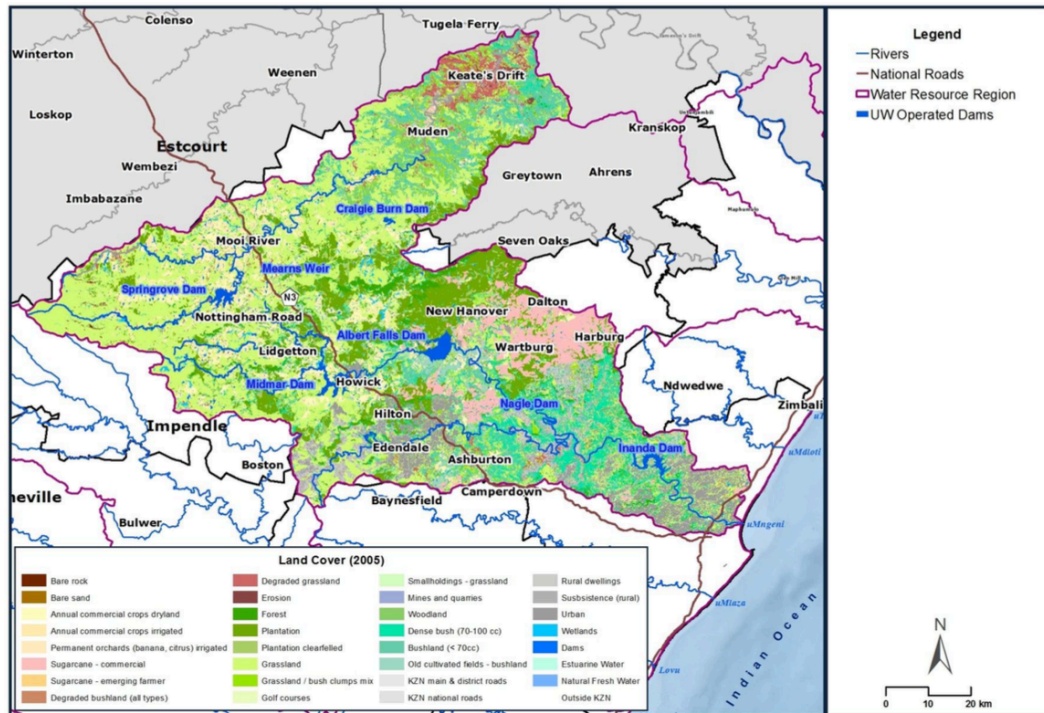 Colenso
Tugela Ferry
Winterton
Weenen
Keate's Drift
Loskop
Muden
Kranskop
Estcourt
Wembezi
Greytown
Ahrens
Imbabazane
Craigie Burn Dam
Mooi River
Seven Oaks
Mearns Weir
Springrove Dam
N3
Dalton
Nottingham Road
New Hanover
Albert Falls Dam
Harburg
Lidgetton
Wartburg
Midmar Dam
Howick
Ndwedwe
Nagle Dam
Zimbali
Hilton
Impendle
Edendale
Inanda Dam
uMdloti
Ashburton
Boston
Camperdown
Baynesfield
neville
Bulwer
uMngeni
uMlaza
Lovu
Indian Ocean
Legend
Rivers
National Roads
Water Resource Region
UW Operated Dams
Land Cover (2005)
Bare rock
Bare sand
Annual commercial crops dryland
Annual commercial crops irrigated
Permanent orchards (banana, citrus) irrigated
Sugarcane - commercial
Sugarcane - emerging farmer
Degraded bushland (all types)
Degraded grassland
Erosion
Forest
Plantation
Plantation clearfelled
Grassland
Grassland / bush clumps mix
Golf courses
Smallholdings - grassland
Mines and quarries
Woodland
Dense bush (70-100 cc)
Bushland (< 70cc)
Old cultivated fields - bushland
KZN main & district roads
KZN national roads
Rural dwellings
Susbsistence (rural)
Urban
Wetlands
Dams
Estuarine Water
Natural Fresh Water
Outside KZN
N
0 10 20 km